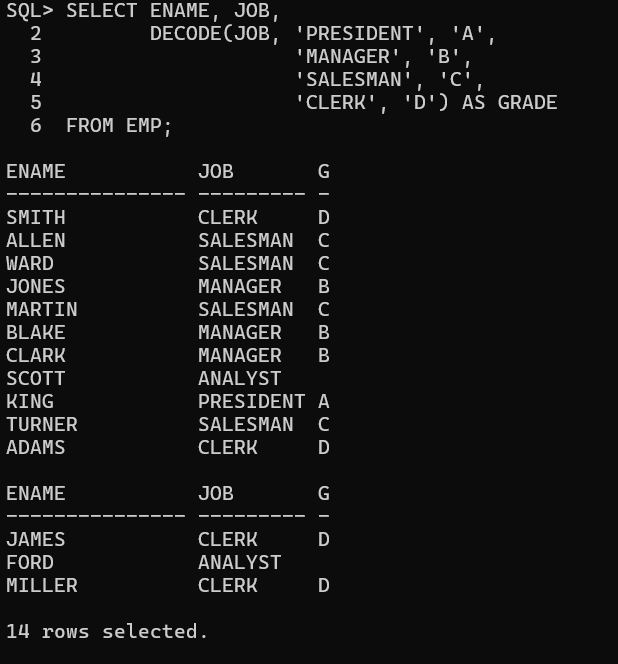 SQL> SELECT ENAME, JOB,
  2         DECODE(JOB, 'PRESIDENT', 'A',
  3                     'MANAGER', 'B',
  4                     'SALESMAN', 'C',
  5                     'CLERK', 'D') AS GRADE
  6  FROM EMP;

ENAME           JOB       G
--------------- --------- -
SMITH           CLERK     D
ALLEN           SALESMAN  C
WARD            SALESMAN  C
JONES           MANAGER   B
MARTIN          SALESMAN  C
BLAKE           MANAGER   B
CLARK           MANAGER   B
SCOTT           ANALYST
KING            PRESIDENT A
TURNER          SALESMAN  C
ADAMS           CLERK     D

ENAME           JOB       G
--------------- --------- -
JAMES           CLERK     D
FORD            ANALYST
MILLER          CLERK     D

14 rows selected.